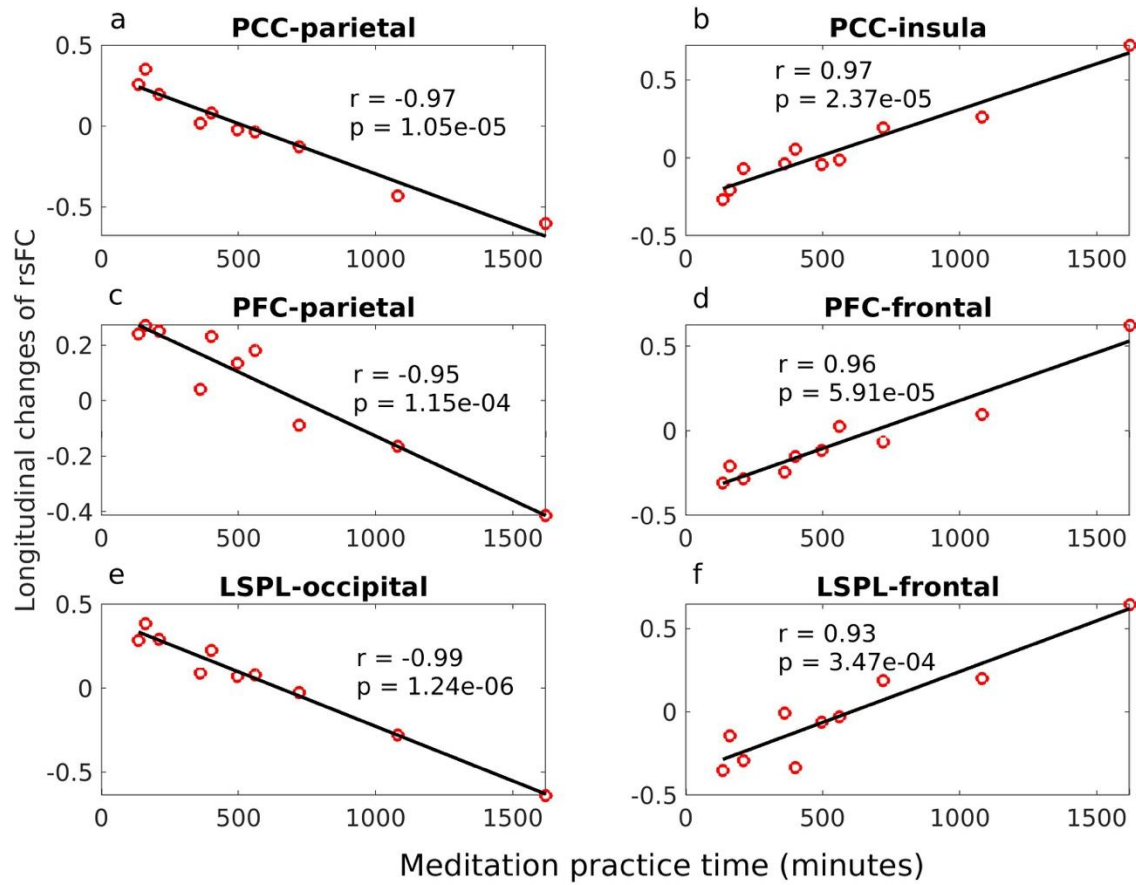 a
PCC-parietal
0.5
0
-0.5
r = -0.97
p = 1.05e-05
0 500 1000 1500
b
PCC-insula
0.5
0
-0.5
r = 0.97
p = 2.37e-05
0 500 1000 1500
c
PFC-parietal
0.2
0
-0.2
-0.4
r = -0.95
p = 1.15e-04
0 500 1000 1500
d
PFC-frontal
0.5
0
-0.5
r = 0.96
p = 5.91e-05
0 500 1000 1500
e
LSPL-occipital
0.5
0
-0.5
r = -0.99
p = 1.24e-06
0 500 1000 1500
f
LSPL-frontal
0.5
0
-0.5
r = 0.93
p = 3.47e-04
0 500 1000 1500
Longitudinal changes of rsFC
Meditation practice time (minutes)